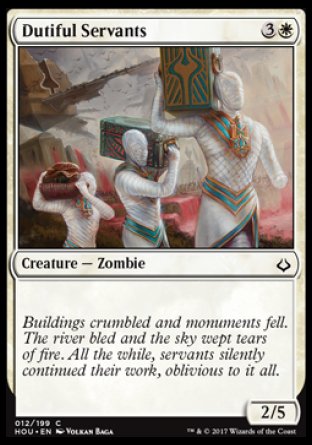 Dutiful Servants 3
Creature — Zombie
Buildings crumbled and monuments fell.
The river bled and the sky wept tears
of fire. All the while, servants silently
continued their work, oblivious to it all.
2/5
012/199 C
HOU • EN Volkan Baga
™ & © 2017 Wizards of the Coast